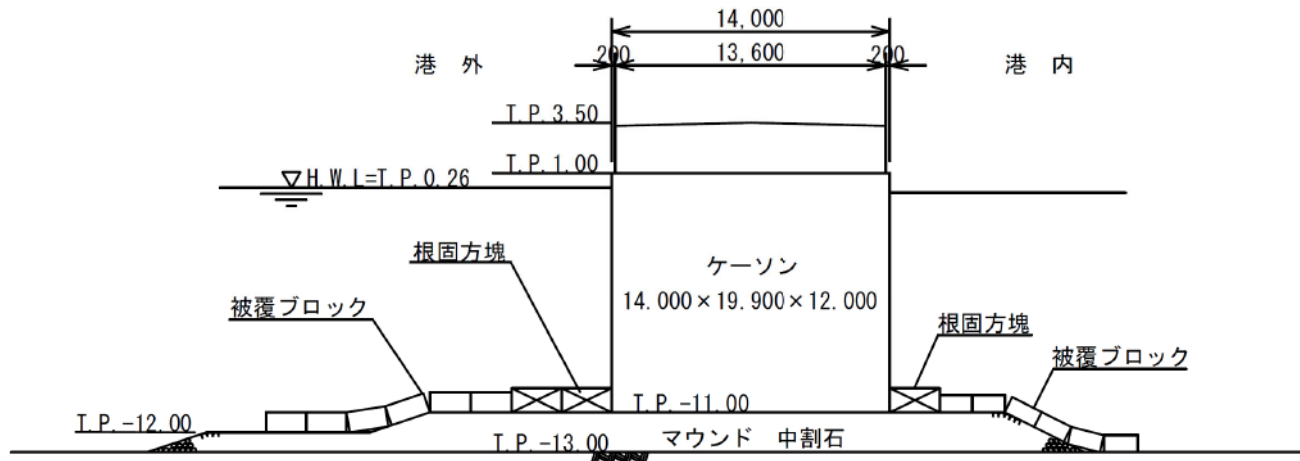 14,000
200 13,600 200
港 外
港 内
T.P.3.50
T.P.1.00
H.W.L=T.P.0.26
根固方塊
ケーソン
14.000×19.900×12.000
被覆ブロック
根固方塊
被覆ブロック
T.P.-11.00
T.P.-12.00
T.P.-13.00
マウンド 中割石